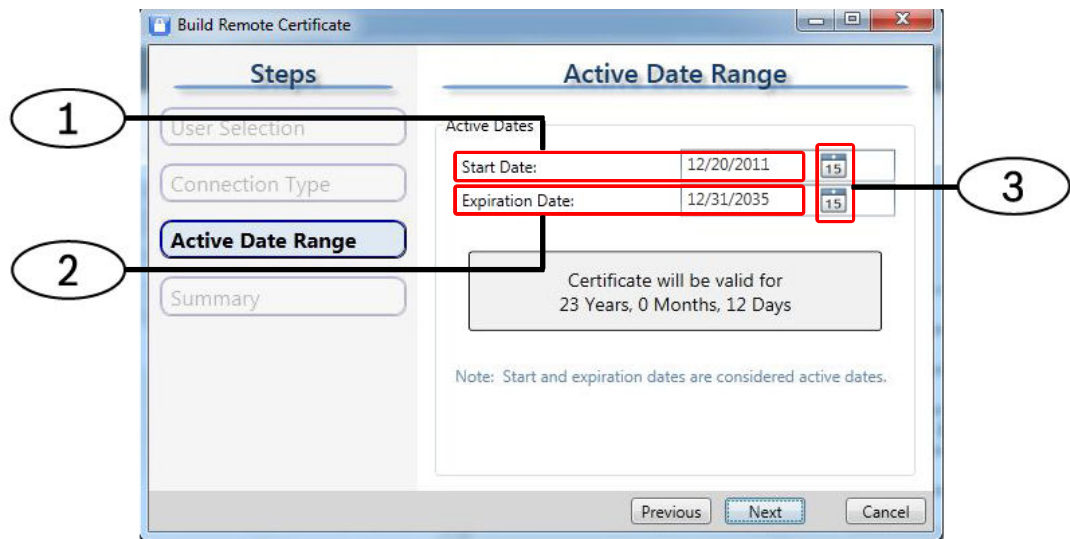 Build Remote Certificate
Steps
Active Date Range
1
User Selection
Active Dates
Start Date:
12/20/2011
15
3
Connection Type
Expiration Date:
12/31/2035
15
Active Date Range
2
Certificate will be valid for
23 Years, 0 Months, 12 Days
Summary
Note: Start and expiration dates are considered active dates.
Previous
Next
Cancel